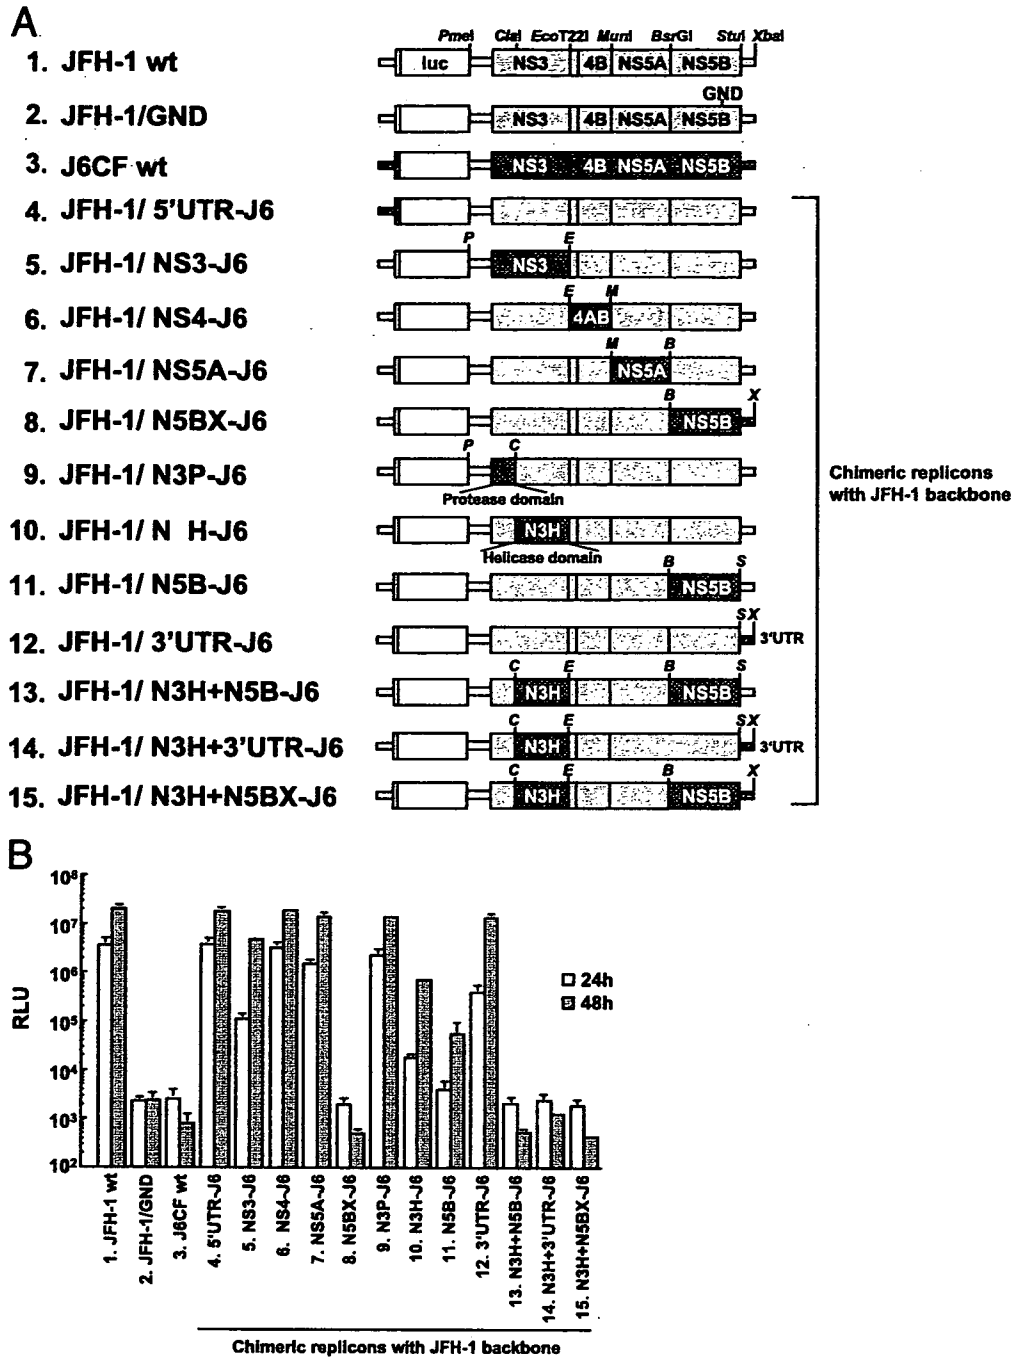 A
PmeI ClaI EcoT22I MunI BsrGI StuI XbaI
1. JFH-1 wt luc NS3 4B NS5A NS5B
GND
2. JFH-1/GND NS3 4B NS5A NS5B
3. J6CF wt NS3 4B NS5A NS5B
4. JFH-1/ 5'UTR-J6
P E
5. JFH-1/ NS3-J6 NS3
E M
6. JFH-1/ NS4-J6 4AB
M B
7. JFH-1/ NS5A-J6 NS5A
B X
8. JFH-1/ N5BX-J6 NS5B
P C
9. JFH-1/ N3P-J6
Protease domain
Chimeric replicons
with JFH-1 backbone
10. JFH-1/ N H-J6 N3H
Helicase domain
B S
11. JFH-1/ N5B-J6 NS5B
S X
12. JFH-1/ 3'UTR-J6 3'UTR
C E B S
13. JFH-1/ N3H+N5B-J6 N3H NS5B
C E S X
14. JFH-1/ N3H+3'UTR-J6 N3H 3'UTR
C E B X
15. JFH-1/ N3H+N5BX-J6 N3H NS5B
B
10⁸
10⁷
10⁶
10⁵
10⁴
10³
10²
RLU
24h
48h
1. JFH-1 wt
2. JFH-1/GND
3. J6CF wt
4. 5'UTR-J6
5. NS3-J6
6. NS4-J6
7. NS5A-J6
8. N5BX-J6
9. N3P-J6
10. N3H-J6
11. N5B-J6
12. 3'UTR-J6
13. N3H+N5B-J6
14. N3H+3'UTR-J6
15. N3H+N5BX-J6
Chimeric replicons with JFH-1 backbone